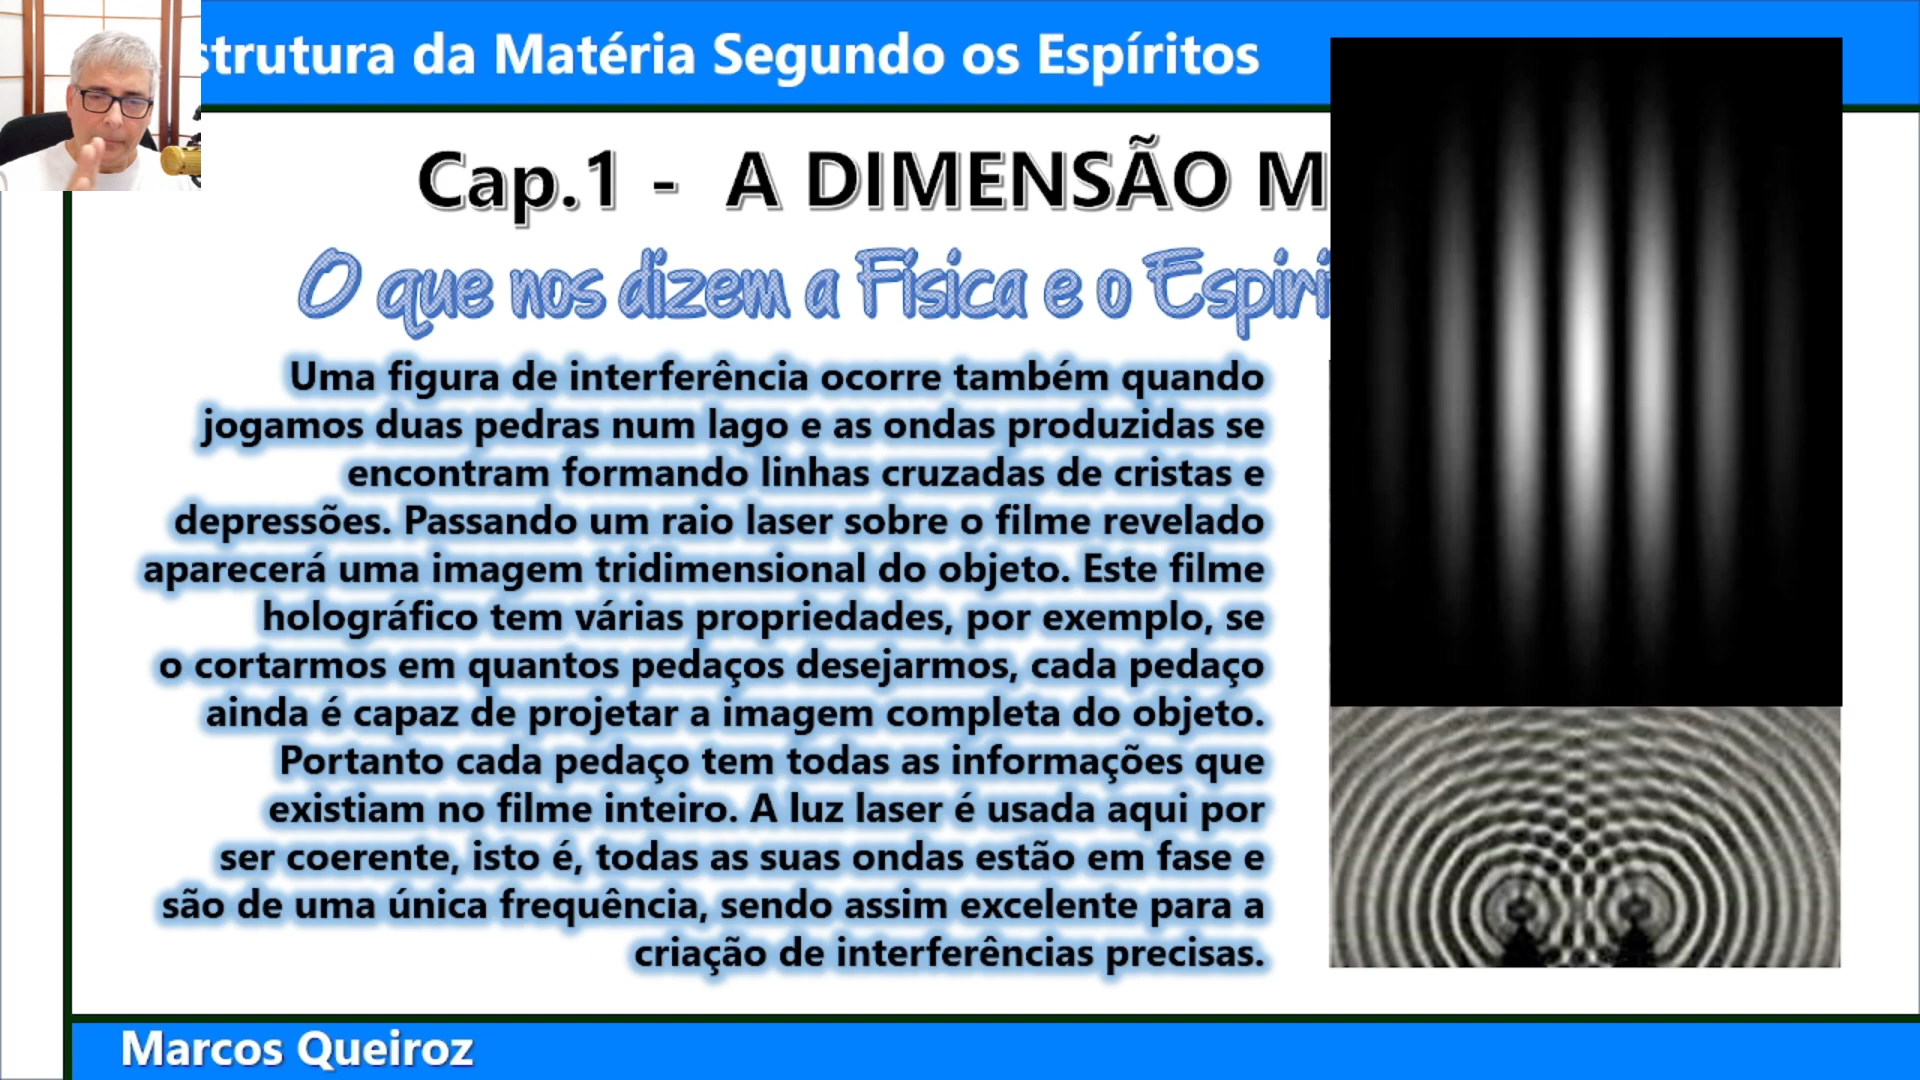 strutura da Matéria Segundo os Espíritos
Cap.1 - A DIMENSÃO M
O que nos dizem a Física e o Espiri
Uma figura de interferência ocorre também quando
jogamos duas pedras num lago e as ondas produzidas se
encontram formando linhas cruzadas de cristas e
depressões. Passando um raio laser sobre o filme revelado
aparecerá uma imagem tridimensional do objeto. Este filme
holográfico tem várias propriedades, por exemplo, se
o cortarmos em quantos pedaços desejarmos, cada pedaço
ainda é capaz de projetar a imagem completa do objeto.
Portanto cada pedaço tem todas as informações que
existiam no filme inteiro. A luz laser é usada aqui por
ser coerente, isto é, todas as suas ondas estão em fase e
são de uma única frequência, sendo assim excelente para a
criação de interferências precisas.
Marcos Queiroz